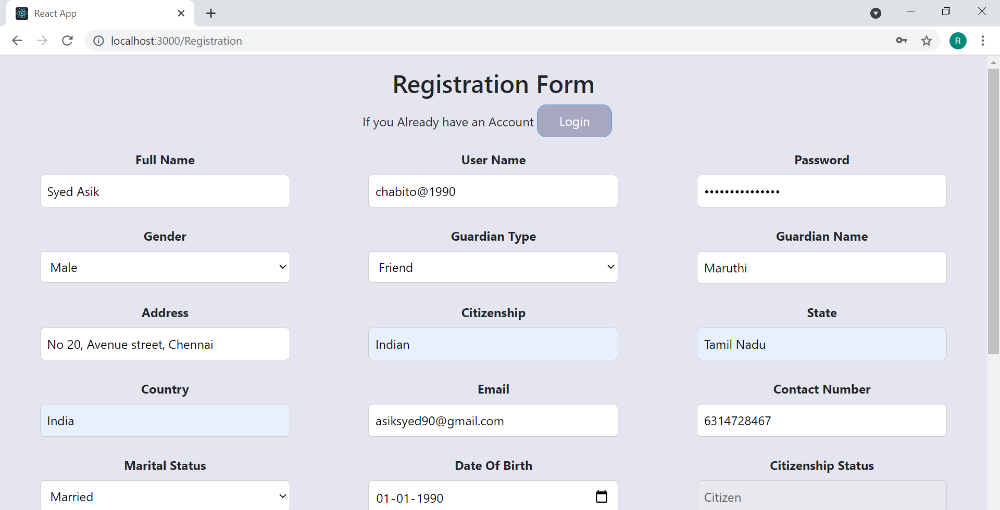 React App
localhost:3000/Registration
R
Registration Form
If you Already have an Account Login
Full Name User Name Password
Syed Asik chabito@1990 •••••••••••••••
Gender Guardian Type Guardian Name
Male Friend Maruthi
Address Citizenship State
No 20, Avenue street, Chennai Indian Tamil Nadu
Country Email Contact Number
India asiksyed90@gmail.com 6314728467
Marital Status Date Of Birth Citizenship Status
Married 01-01-1990 Citizen